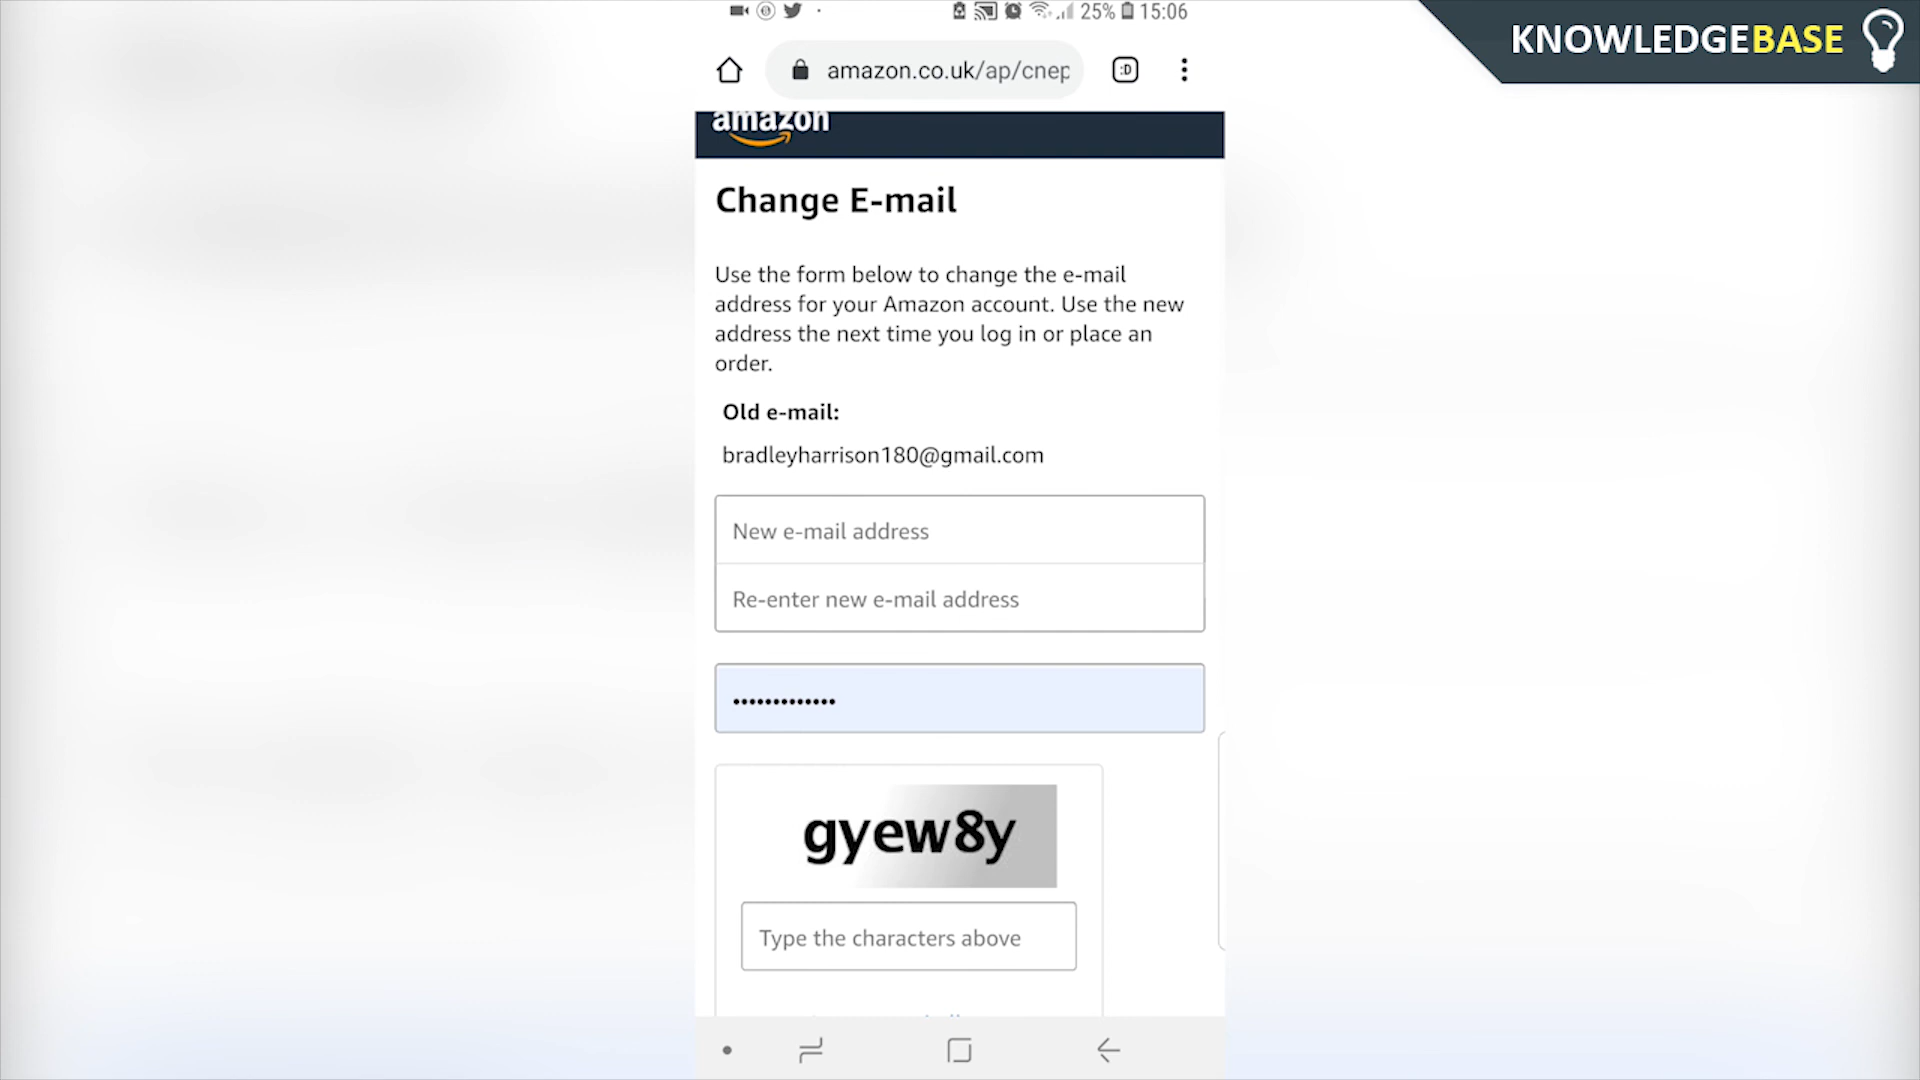 25% 15:06
KNOWLEDGEBASE
amazon.co.uk/ap/cnep
:D
amazon
Change E-mail
Use the form below to change the e-mail
address for your Amazon account. Use the new
address the next time you log in or place an
order.
Old e-mail:
bradleyharrison180@gmail.com
New e-mail address
Re-enter new e-mail address
•••••••••••••
gyew8y
Type the characters above